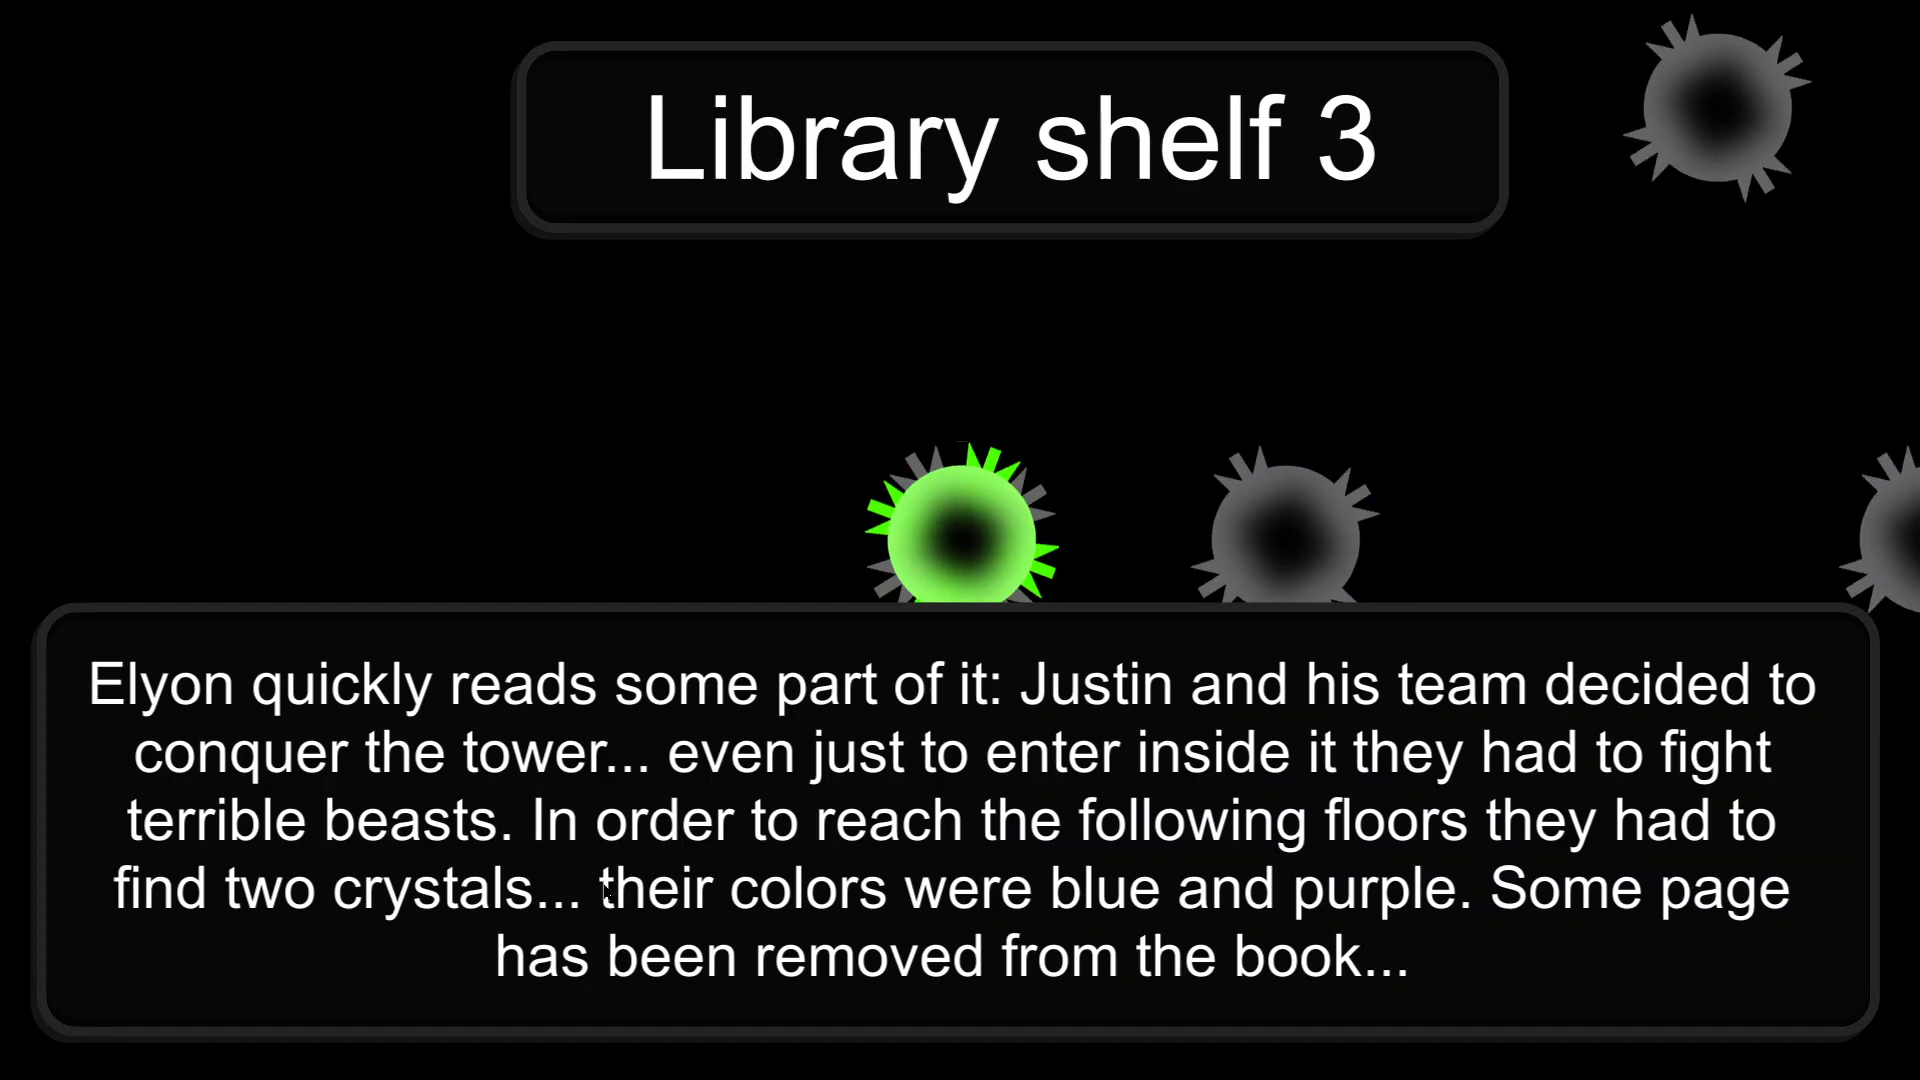 Library shelf 3
Elyon quickly reads some part of it: Justin and his team decided to
conquer the tower... even just to enter inside it they had to fight
terrible beasts. In order to reach the following floors they had to
find two crystals... their colors were blue and purple. Some page
has been removed from the book...